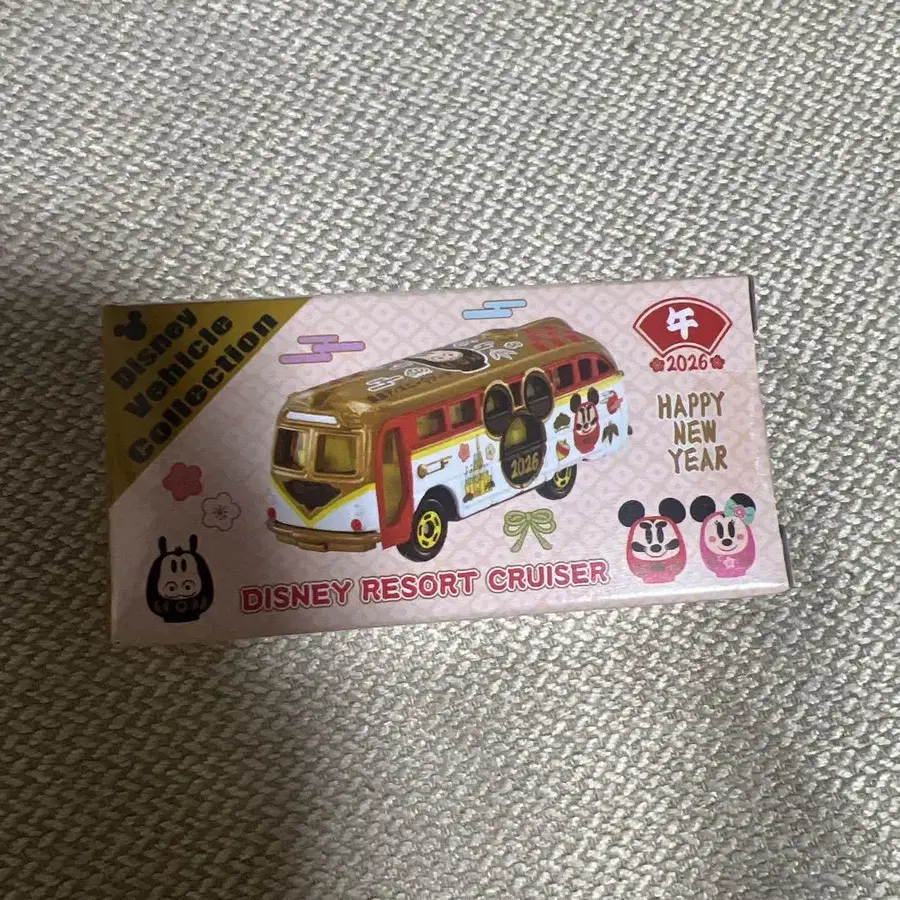 Disney
Vehicle
Collection
午
2026
HAPPY
NEW
YEAR
2026
DISNEY RESORT CRUISER